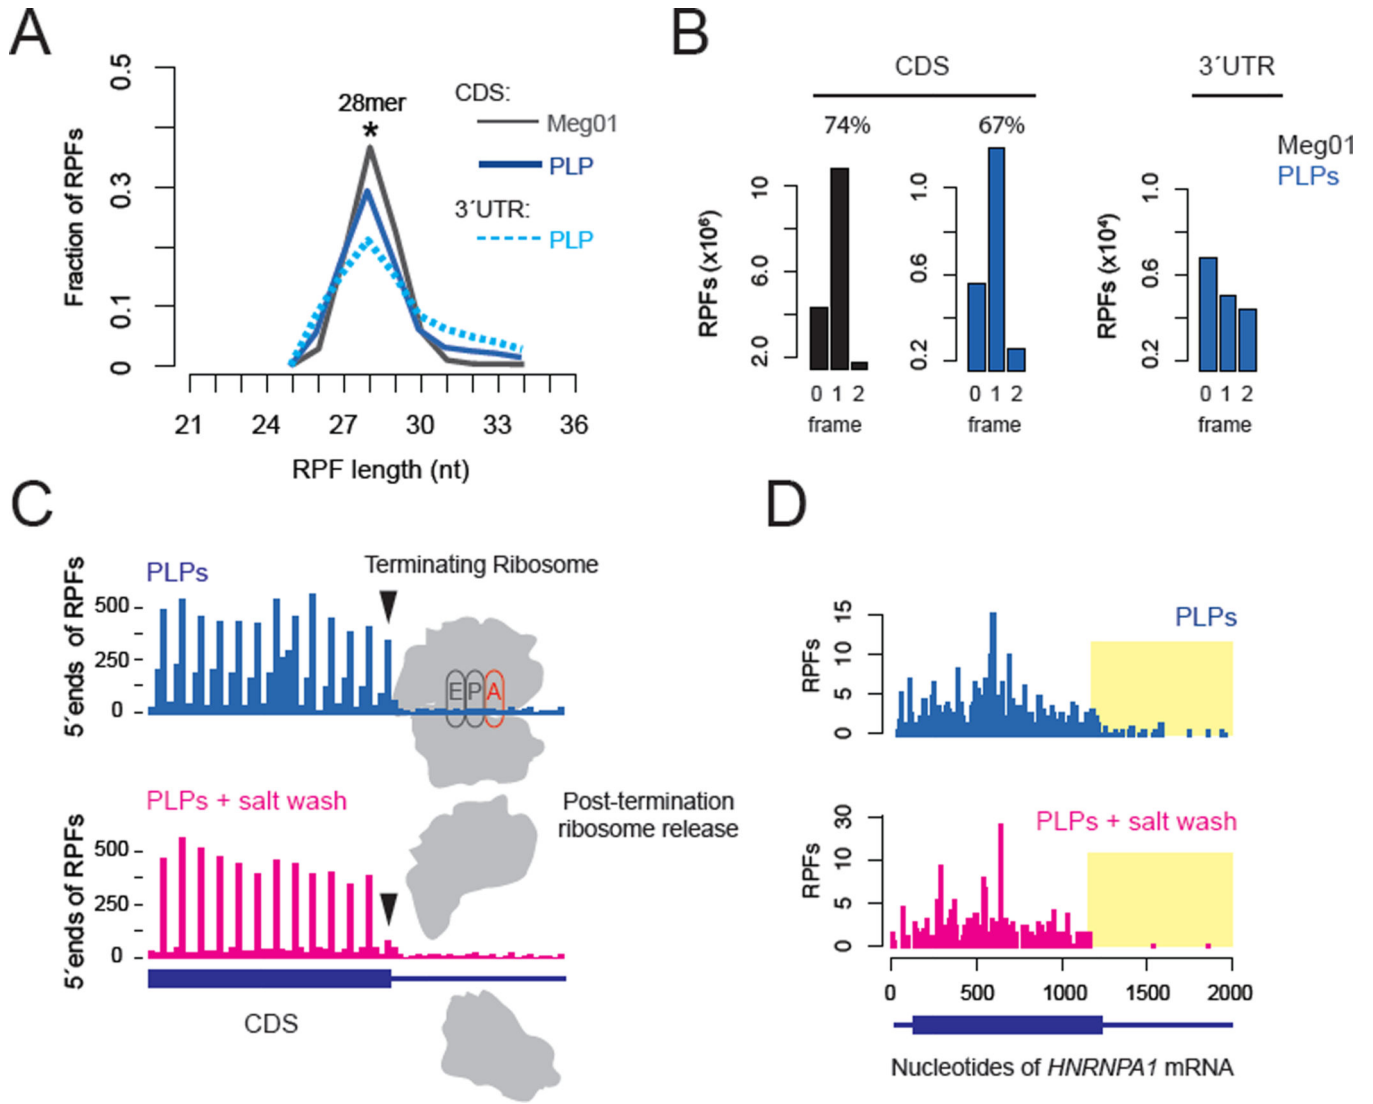 A
0.5
0.3
0.1
0
Fraction of RPFs
28mer
*
CDS:
Meg01
PLP
3´UTR:
PLP
21 24 27 30 33 36
RPF length (nt)
B
CDS
3´UTR
74%
67%
Meg01
PLPs
RPFs (x10⁶)
10
6.0
2.0
0 1 2
frame
1.0
0.6
0.2
0 1 2
frame
RPFs (x10⁴)
1.0
0.6
0.2
0 1 2
frame
C
PLPs
Terminating Ribosome
5´ends of RPFs
500
250
0
E P A
PLPs + salt wash
Post-termination
ribosome release
5´ends of RPFs
500
250
0
CDS
D
PLPs
RPFs
15
10
5
0
PLPs + salt wash
RPFs
30
10
5
0
0 500 1000 1500 2000
Nucleotides of HNRNPA1 mRNA